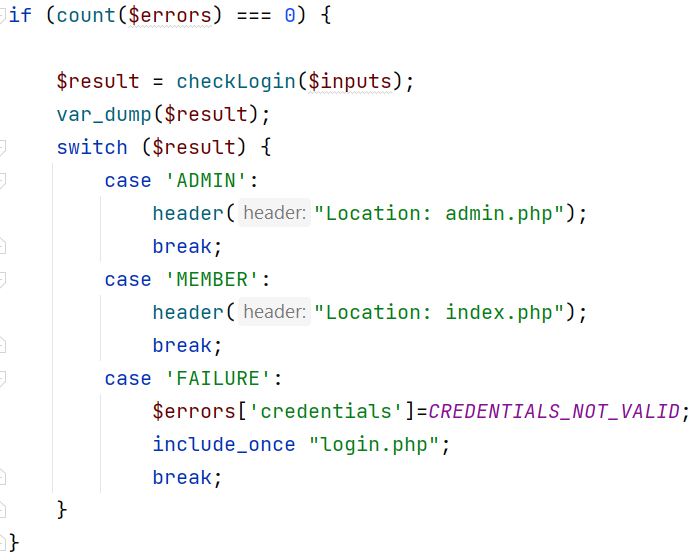 if (count($errors) === 0) {
$result = checkLogin($inputs);
var_dump($result);
switch ($result) {
case 'ADMIN':
header( header: "Location: admin.php");
break;
case 'MEMBER':
header( header: "Location: index.php");
break;
case 'FAILURE':
$errors['credentials']=CREDENTIALS_NOT_VALID;
include_once "login.php";
break;
}
}